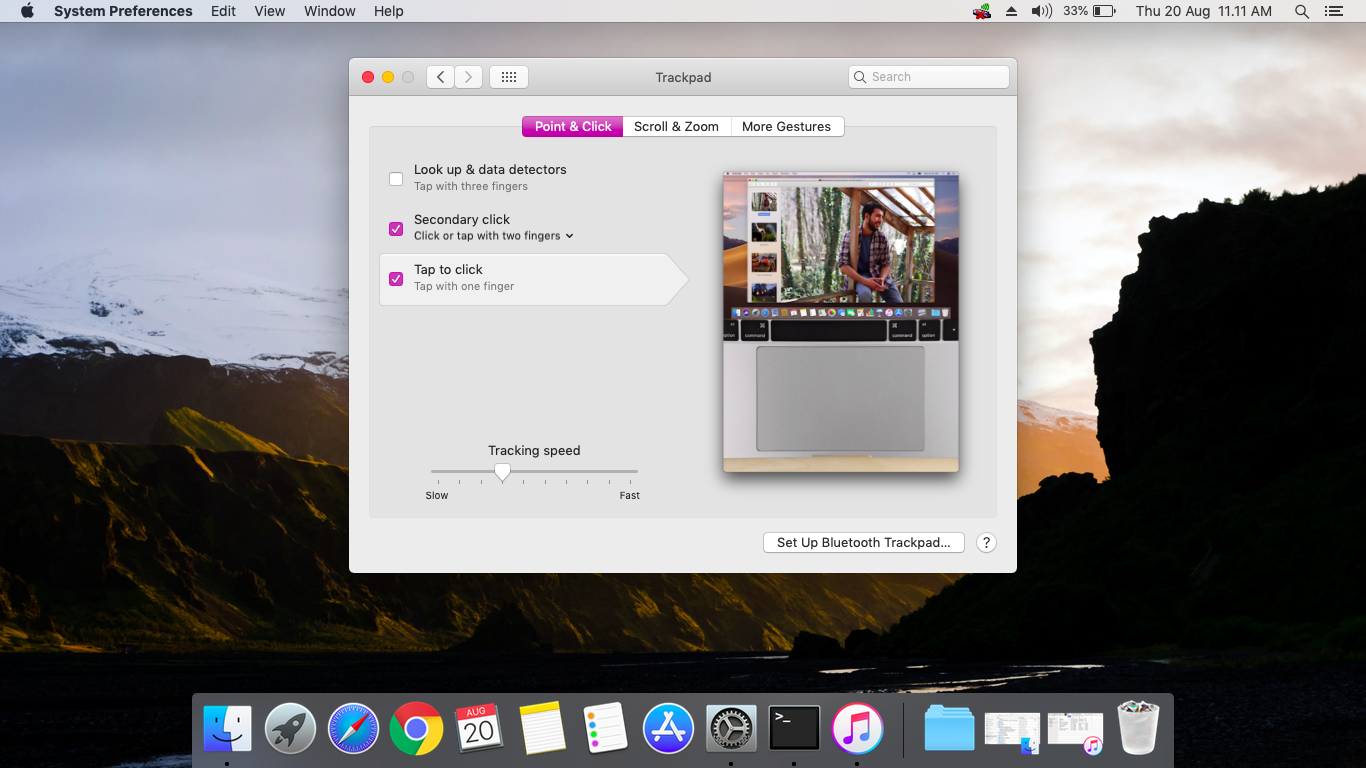 System Preferences Edit View Window Help 33% Thu 20 Aug 11.11 AM
Trackpad
Search
Point & Click Scroll & Zoom More Gestures
Look up & data detectors
Tap with three fingers
Secondary click
Click or tap with two fingers
Tap to click
Tap with one finger
command command
option option
Tracking speed
Slow Fast
Set Up Bluetooth Trackpad... ?
AUG
20
>_